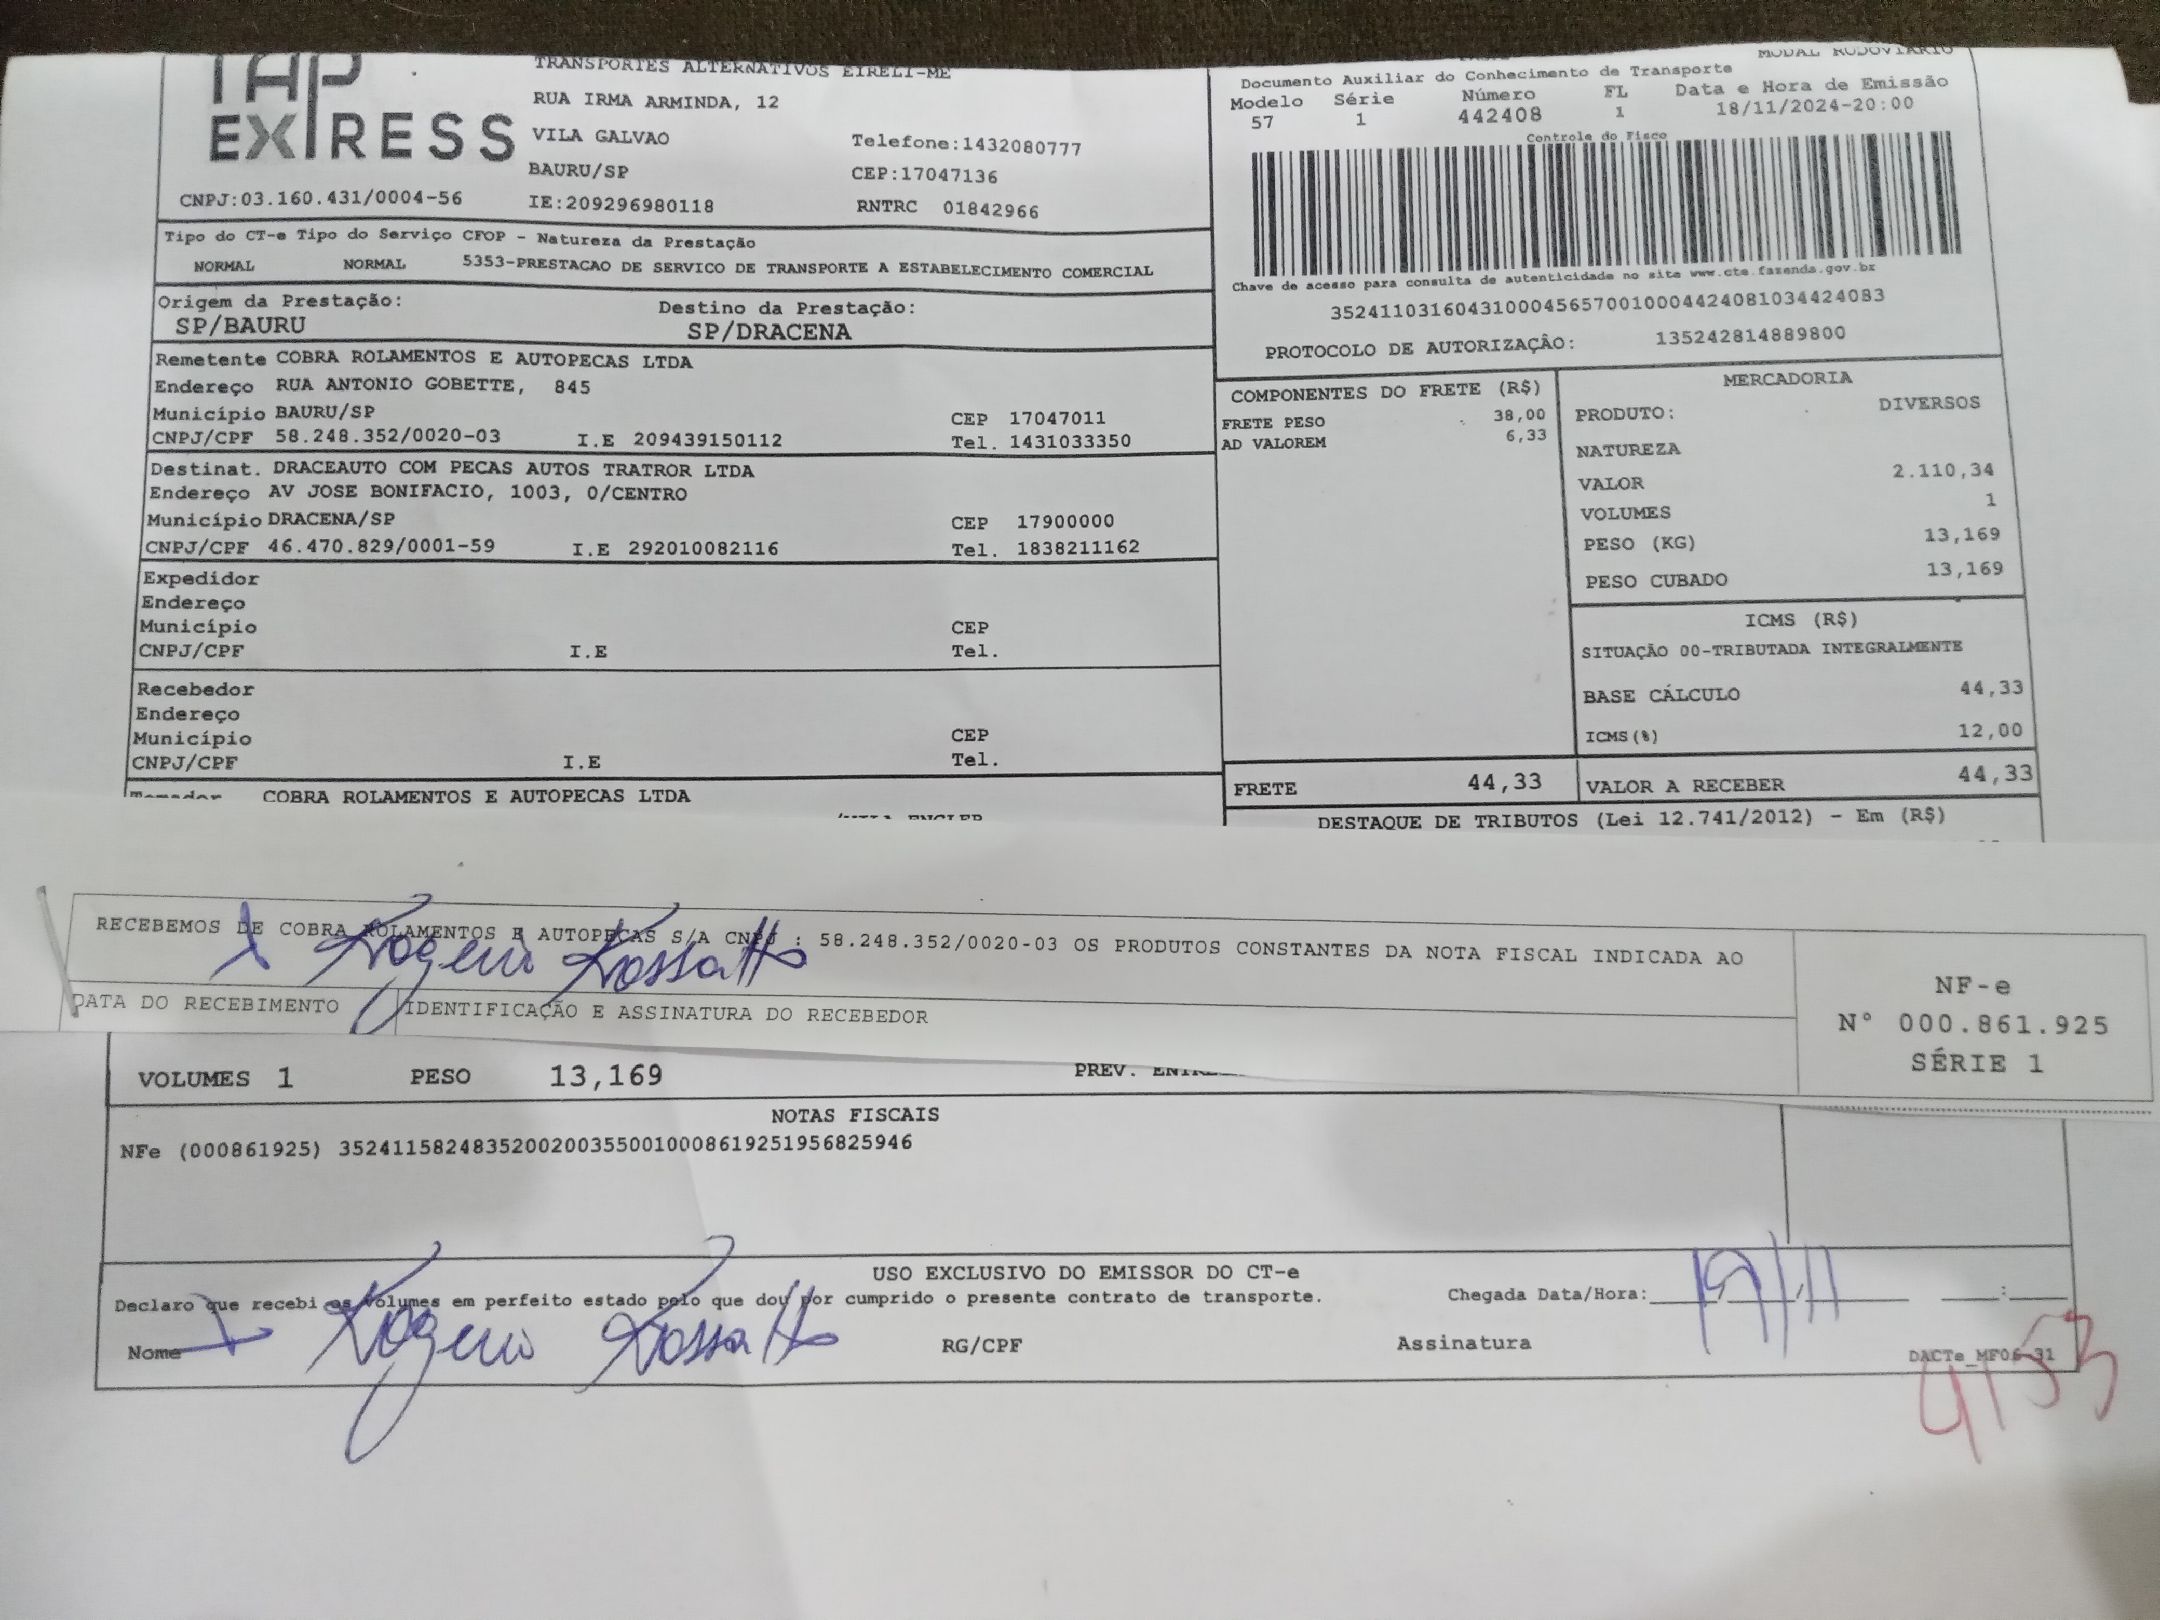 TAP
EXPRESS
CNPJ:03.160.431/0004-56
TRANSPORTES ALTERNATIVOS EIRELI-ME
RUA IRMA ARMINDA, 12
VILA GALVAO Telefone:1432080777
BAURU/SP CEP:17047136
IE:209296980118 RNTRC 01842966
MODAL RODOVIARIO
Documento Auxiliar do Conhecimento de Transporte
Modelo Série Número FL Data e Hora de Emissão
57 1 442408 1 18/11/2024-20:00
Controle do Fisco
Chave de acesso para consulta de autenticidade no site www.cte.fazenda.gov.br
35241103160431000456570010004424081034424083
PROTOCOLO DE AUTORIZAÇÃO: 135242814889800
Tipo do CT-e Tipo do Serviço CFOP - Natureza da Prestação
NORMAL NORMAL 5353-PRESTACAO DE SERVICO DE TRANSPORTE A ESTABELECIMENTO COMERCIAL
Origem da Prestação: Destino da Prestação:
SP/BAURU SP/DRACENA
Remetente COBRA ROLAMENTOS E AUTOPECAS LTDA
Endereço RUA ANTONIO GOBETTE, 845
Município BAURU/SP CEP 17047011
CNPJ/CPF 58.248.352/0020-03 I.E 209439150112 Tel. 1431033350
Destinat. DRACEAUTO COM PECAS AUTOS TRATROR LTDA
Endereço AV JOSE BONIFACIO, 1003, 0/CENTRO
Município DRACENA/SP CEP 17900000
CNPJ/CPF 46.470.829/0001-59 I.E 292010082116 Tel. 1838211162
Expedidor
Endereço
Município CEP
CNPJ/CPF I.E Tel.
Recebedor
Endereço
Município CEP
CNPJ/CPF I.E Tel.
Tomador COBRA ROLAMENTOS E AUTOPECAS LTDA
COMPONENTES DO FRETE (R$)
FRETE PESO 38,00
AD VALOREM 6,33
FRETE 44,33
MERCADORIA
PRODUTO: DIVERSOS
NATUREZA
VALOR 2.110,34
VOLUMES 1
PESO (KG) 13,169
PESO CUBADO 13,169
ICMS (R$)
SITUAÇÃO 00-TRIBUTADA INTEGRALMENTE
BASE CÁLCULO 44,33
ICMS(%) 12,00
VALOR A RECEBER 44,33
DESTAQUE DE TRIBUTOS (Lei 12.741/2012) - Em (R$)
RECEBEMOS DE COBRA ROLAMENTOS E AUTOPECAS S/A CNPJ : 58.248.352/0020-03 OS PRODUTOS CONSTANTES DA NOTA FISCAL INDICADA AO
Rogerio Rossatto
DATA DO RECEBIMENTO IDENTIFICAÇÃO E ASSINATURA DO RECEBEDOR
NF-e
N° 000.861.925
SÉRIE 1
VOLUMES 1 PESO 13,169 PREV.
NOTAS FISCAIS
NFe (000861925) 35241158248352002003550010008619251956825946
USO EXCLUSIVO DO EMISSOR DO CT-e
Declaro que recebi os volumes em perfeito estado pelo que dou por cumprido o presente contrato de transporte.
Chegada Data/Hora: 19/11
Nome Rogerio Rossatto RG/CPF Assinatura
DACTe_MF06-31
4153